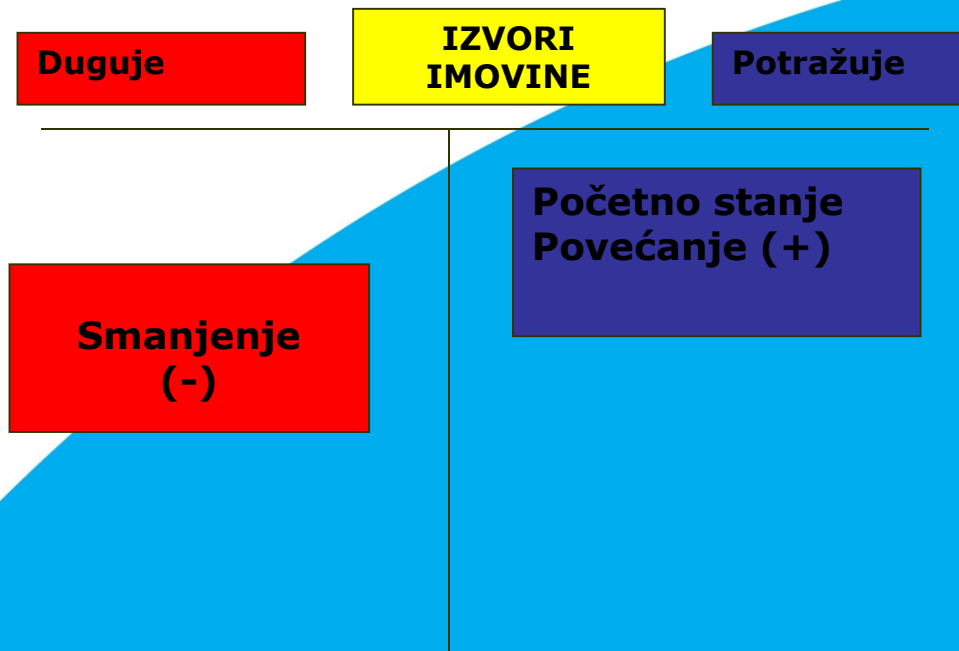 Duguje
IZVORI
IMOVINE
Potražuje
Početno stanje
Povećanje (+)
Smanjenje
(-)